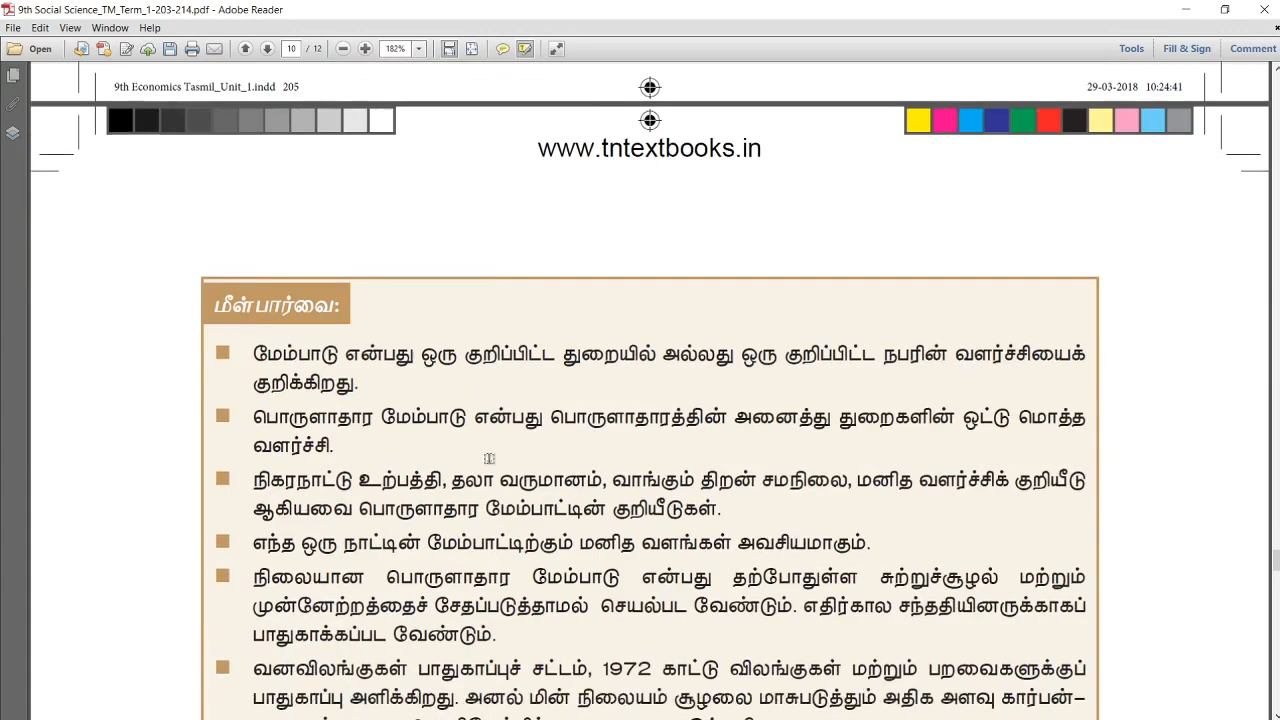 9th Social Science_TM_Term_1-203-214.pdf - Adobe Reader
File Edit View Window Help
Open 10 / 12 182% Tools Fill & Sign Comment
9th Economics Tasmil_Unit_1.indd 205 29-03-2018 10:24:41
www.tntextbooks.in
மீள்பார்வை:
மேம்பாடு என்பது ஒரு குறிப்பிட்ட துறையில் அல்லது ஒரு குறிப்பிட்ட நபரின் வளர்ச்சியைக்
குறிக்கிறது.
பொருளாதார மேம்பாடு என்பது பொருளாதாரத்தின் அனைத்து துறைகளின் ஒட்டு மொத்த
வளர்ச்சி.
நிகரநாட்டு உற்பத்தி, தலா வருமானம், வாங்கும் திறன் சமநிலை, மனித வளர்ச்சிக் குறியீடு
ஆகியவை பொருளாதார மேம்பாட்டின் குறியீடுகள்.
எந்த ஒரு நாட்டின் மேம்பாட்டிற்கும் மனித வளங்கள் அவசியமாகும்.
நிலையான பொருளாதார மேம்பாடு என்பது தற்போதுள்ள சுற்றுச்சூழல் மற்றும்
முன்னேற்றத்தைச் சேதப்படுத்தாமல் செயல்பட வேண்டும். எதிர்கால சந்ததியினருக்காகப்
பாதுகாக்கப்பட வேண்டும்.
வனவிலங்குகள் பாதுகாப்புச் சட்டம், 1972 காட்டு விலங்குகள் மற்றும் பறவைகளுக்குப்
பாதுகாப்பு அளிக்கிறது. அனல் மின் நிலையம் சூழலை மாசுபடுத்தும் அதிக அளவு கார்பன்-